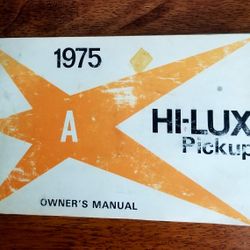 1975
A
HI-LUX
Pickup
OWNER'S MANUAL